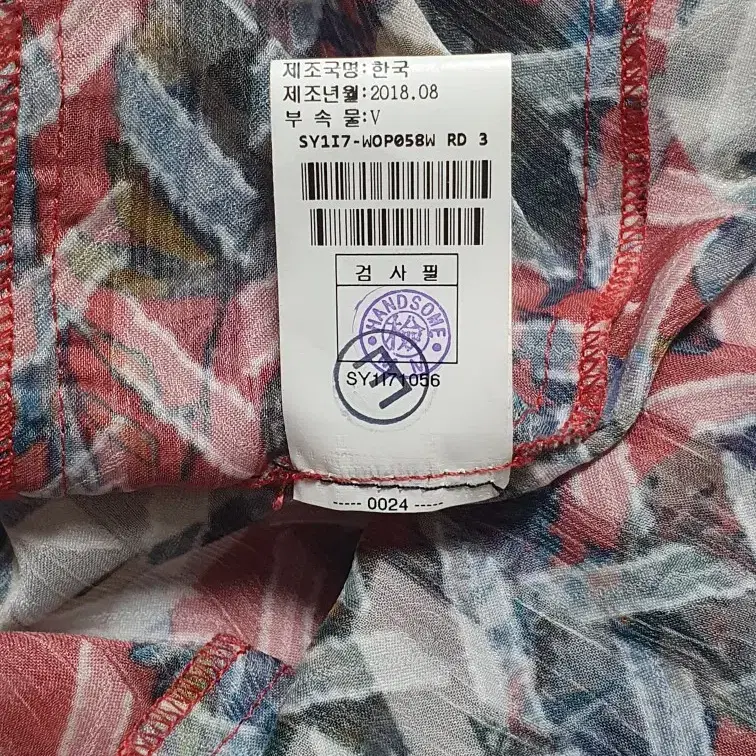 제조국명:한국
제조년월:2018.08
부 속 물:V
SY1I7-WOP058W RD 3
검 사 필
HANDSOME
SY1I71056
----- 0024 -----